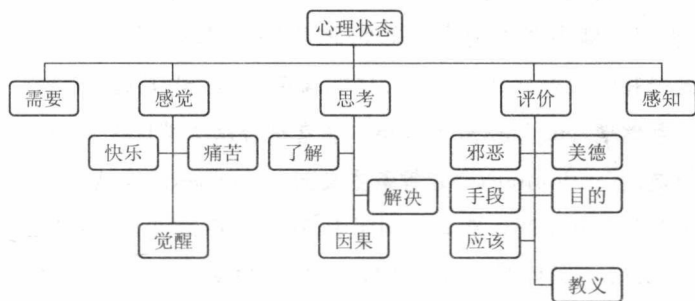 心理状态
需要 感觉 思考 评价 感知
快乐 痛苦 了解 邪恶 美德
解决 手段 目的
觉醒 因果 应该
教义